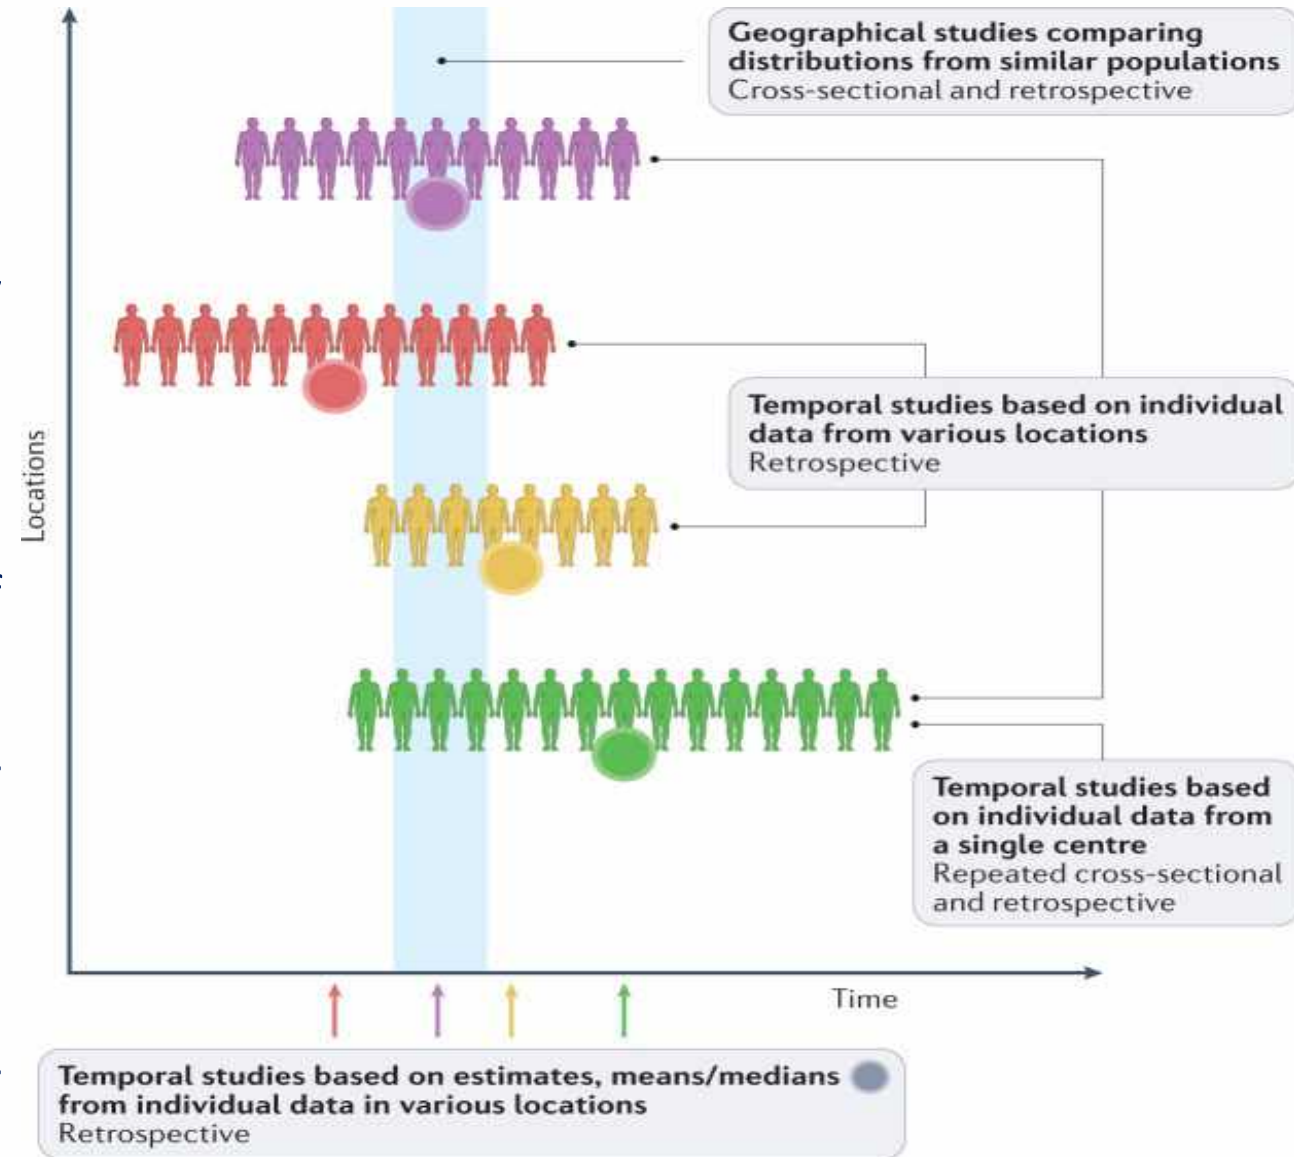 Geographical studies comparing
distributions from similar populations
Cross-sectional and retrospective
Temporal studies based on individual
data from various locations
Retrospective
Locations
Temporal studies based
on individual data from
a single centre
Repeated cross-sectional
and retrospective
Time
Temporal studies based on estimates, means/medians
from individual data in various locations
Retrospective